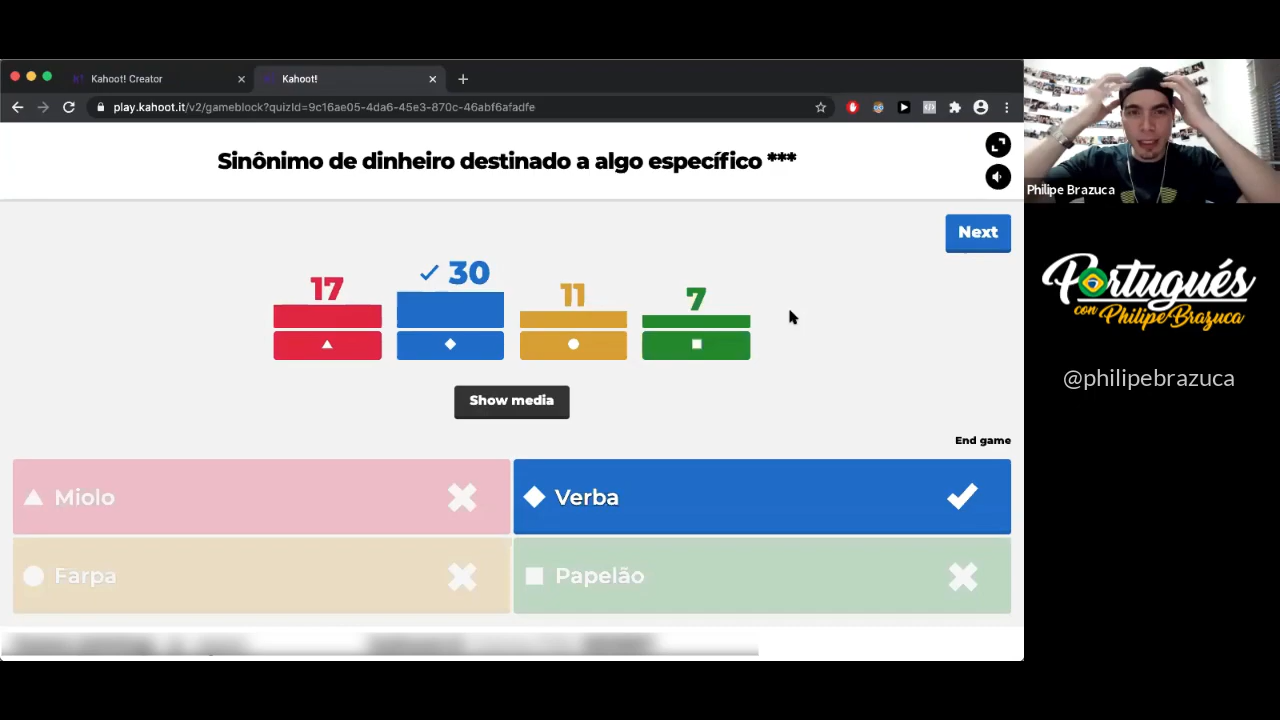 Kahoot! Creator
Kahoot!
play.kahoot.it/v2/gameblock?quizId=9c16ae05-4da6-45e3-870c-46abf6afadfe
Sinônimo de dinheiro destinado a algo específico ***
Philipe Brazuca
Next
17
30
11
7
Show media
End game
Miolo
Verba
Farpa
Papelão
Portugués
con Philipe Brazuca
@philipebrazuca